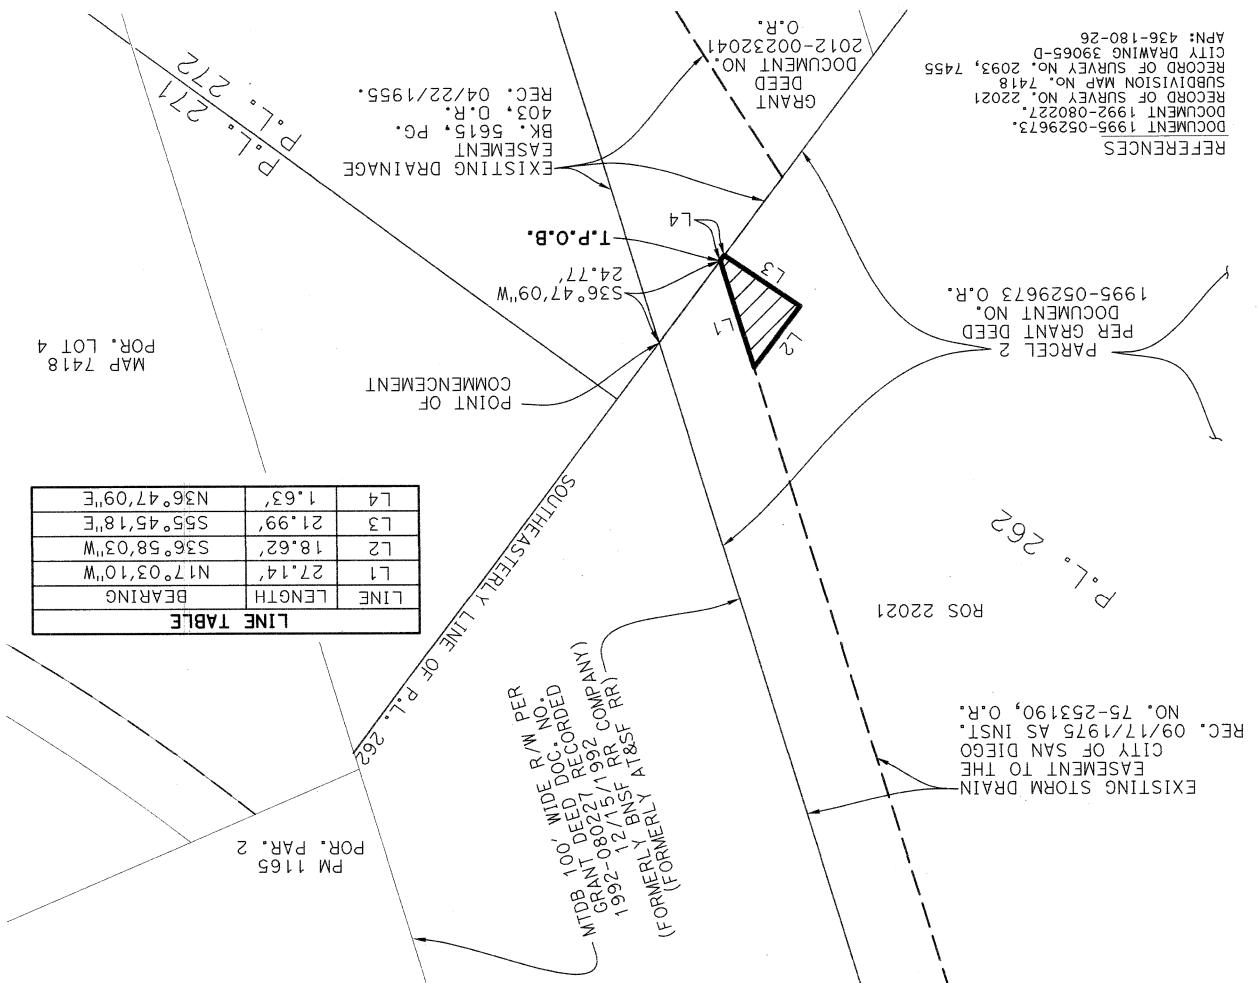 EXISTING STORM DRAIN
EASEMENT TO THE
CITY OF SAN DIEGO
REC. 09/17/1975 AS INST.
NO. 75-253190, O.R.
MTDB 100' WIDE R/W PER
GRANT DEED DOC. NO.
1992-080227 RECORDED
12/15/1992
(FORMERLY BNSF RR COMPANY)
(FORMERLY AT&SF RR)
PM 1165
POR. PAR. 2
ROS 22021
P.L. 262
SOUTHEASTERLY LINE OF P.L. 262
LINE TABLE
LINE LENGTH BEARING
L1 27.14' N17°03'10"W
L2 18.62' S36°58'03"W
L3 21.99' S55°45'18"E
L4 1.63' N36°47'09"E
POINT OF
COMMENCEMENT
MAP 7418
POR. LOT 4
PARCEL 2
PER GRANT DEED
DOCUMENT NO.
1995-0529673 O.R.
L1
L2
L3
L4
S36°47'09"W
24.77'
T.P.O.B.
EXISTING DRAINAGE
EASEMENT
BK. 5615, PG.
403, O.R.
REC. 04/22/1955.
P.L. 271
P.L. 272
GRANT
DEED
DOCUMENT NO.
2012-00232041
O.R.
REFERENCES
DOCUMENT 1995-0529673.
DOCUMENT 1992-080227.
RECORD OF SURVEY NO. 22021
SUBDIVISION MAP No. 7418
RECORD OF SURVEY No. 2093, 7455
CITY DRAWING 39065-D
APN: 436-180-26